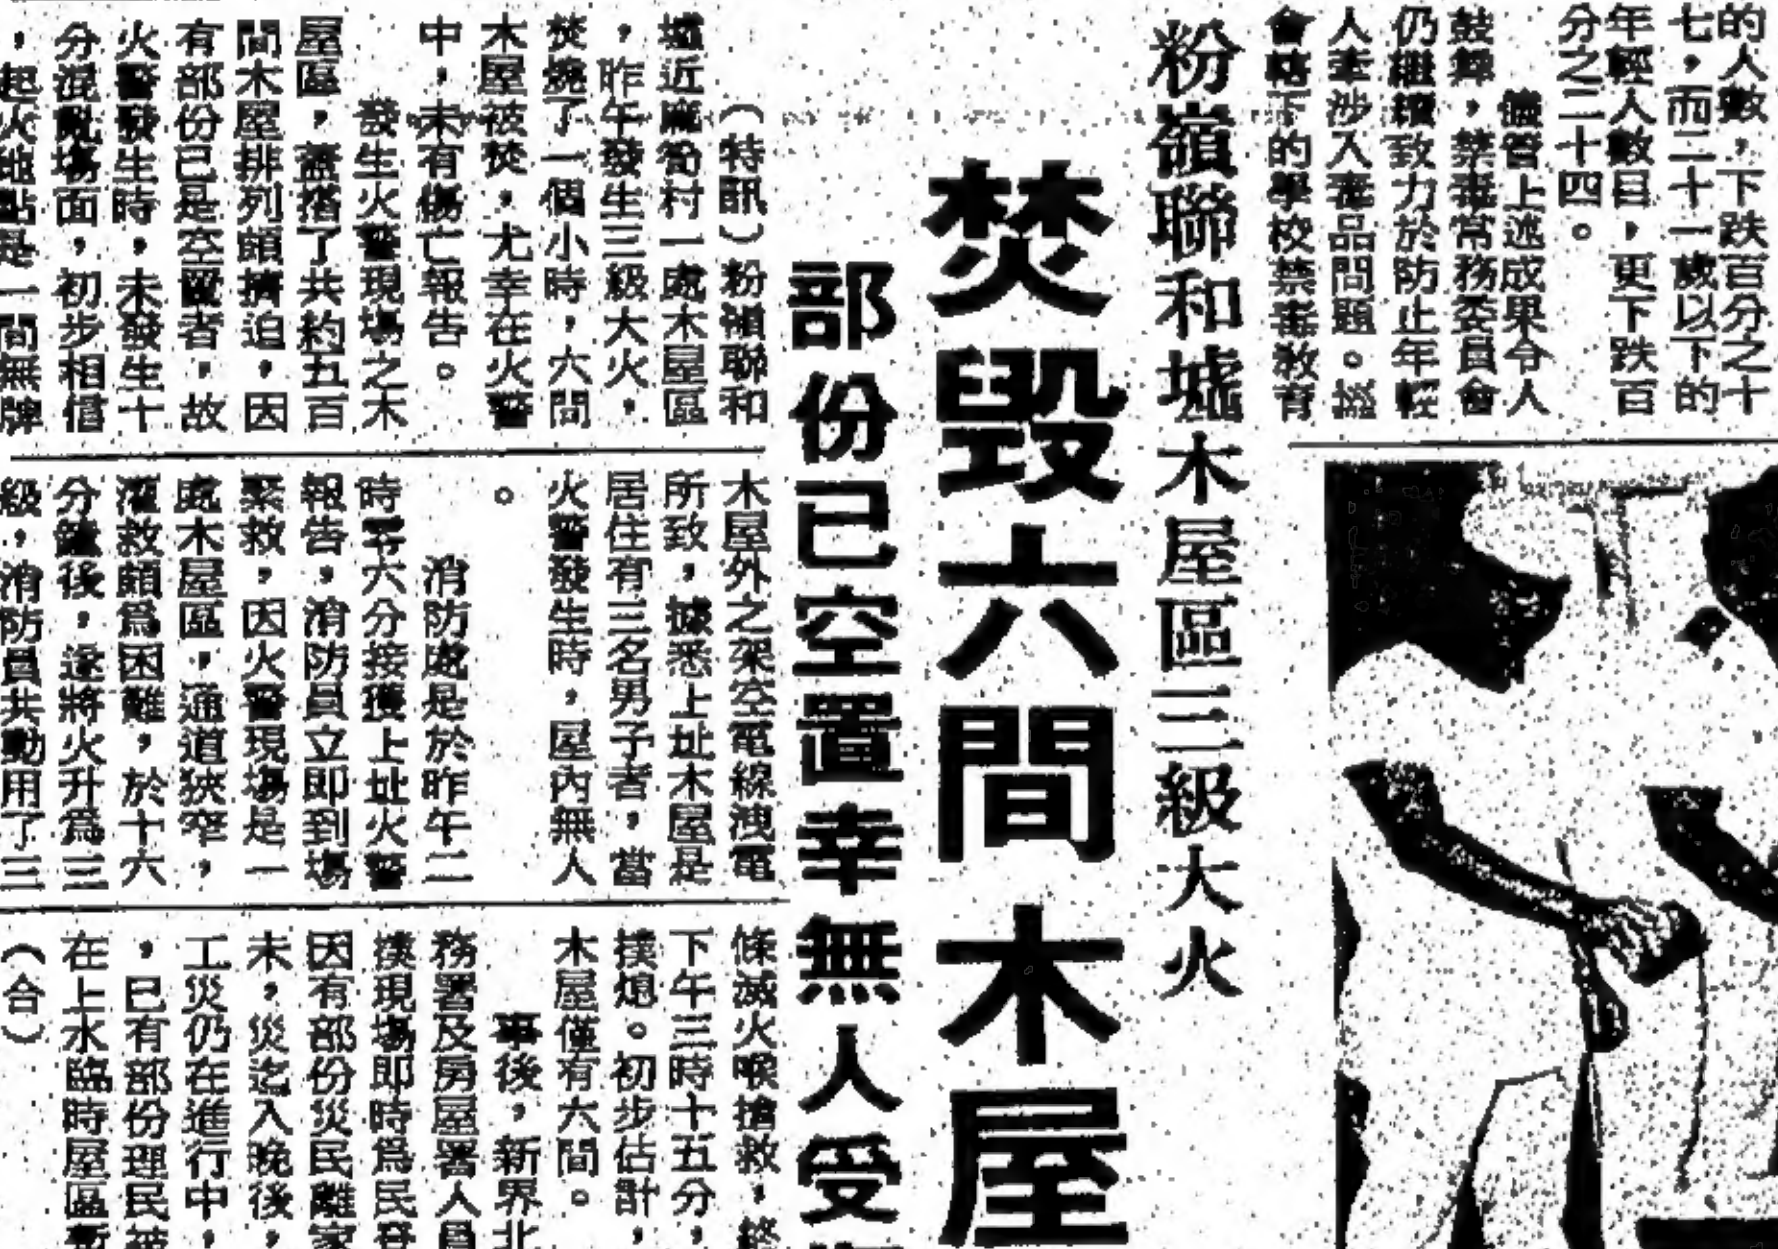 的人數，下跌百分之十
七，而二十一歲以下的
年輕人數目，更下跌百
分之二十四。
儘管上述成果令人
鼓舞，禁毒常務委員會
仍繼續致力於防止年輕
人牽涉入毒品問題。
會轄下的學校禁毒教育
粉嶺聯和墟木屋區三級大火
焚毀六間木屋
部份已空置幸無人受
（特訊）粉嶺聯和
墟近馬笏村一處木屋區
，昨午發生三級大火，
焚燒了一個小時，六間
木屋被焚，尤幸在火警
中，未有傷亡報告。
發生火警現場之木
屋區，蓋搭了共約五百
間木屋排列頗擠迫，因
有部份已是空置者，故
火警發生時，未發生十
分混亂場面，初步相信
，起火地點是一間無牌
木屋外之架空電線洩電
所致，據悉上址木屋是
居住有三名男子者，當
火警發生時，屋內無人
。
消防處是於昨午二
時零六分接獲上址火警
報告，消防員立即到場
緊救，因火警現場是一
處木屋區，通道狹窄，
灌救頗爲困難，於十六
分鐘後，遂將火升爲三
級，消防員共動用了三
條滅火喉搶救，
下午三時十五分，
撲熄。初步估計，
木屋僅有六間。
事後，新界北
務署及房屋署人員
撲現場即時爲民登
因有部份災民離家
未，災迄入晚後，
工災仍在進行中，
，已有部份理民被
在上水臨時屋區暫
（合）